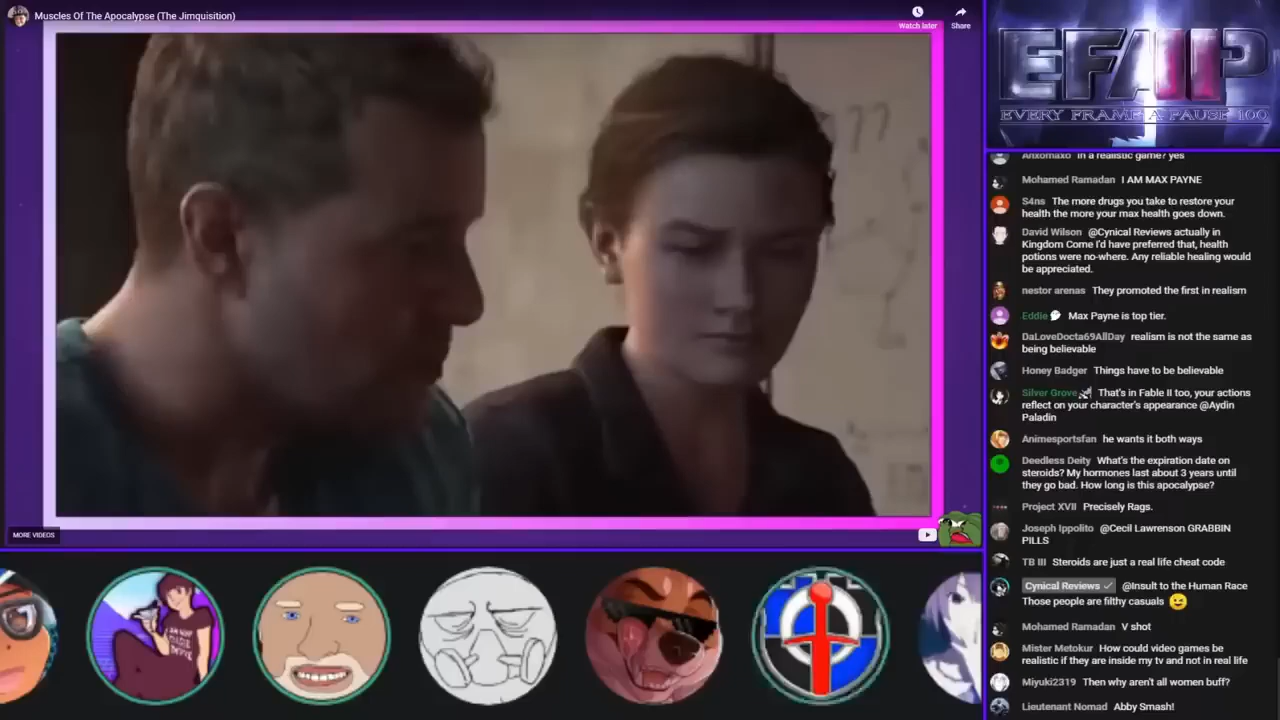 Muscles Of The Apocalypse (The Jimquisition)
Watch later
Share
MORE VIDEOS
EFAP
EVERY FRAME A PAUSE 100
Anxomaxo In a realistic game? yes
Mohamed Ramadan I AM MAX PAYNE
S4ns The more drugs you take to restore your
health the more your max health goes down.
David Wilson @Cynical Reviews actually in
Kingdom Come I'd have preferred that, health
potions were no-where. Any reliable healing would
be appreciated.
nestor arenas They promoted the first in realism
Eddie Max Payne is top tier.
DaLoveDocta69AllDay realism is not the same as
being believable
Honey Badger Things have to be believable
Silver Grove That's in Fable II too, your actions
reflect on your character's appearance @Aydin
Paladin
Animesportsfan he wants it both ways
Deedless Deity What's the expiration date on
steroids? My hormones last about 3 years until
they go bad. How long is this apocalypse?
Project XVII Precisely Rags.
Joseph Ippolito @Cecil Lawrenson GRABBIN
PILLS
TB III Steroids are just a real life cheat code
Cynical Reviews @Insult to the Human Race
Those people are filthy casuals
Mohamed Ramadan V shot
Mister Metokur How could video games be
realistic if they are inside my tv and not in real life
Miyuki2319 Then why aren't all women buff?
Lieutenant Nomad Abby Smash!